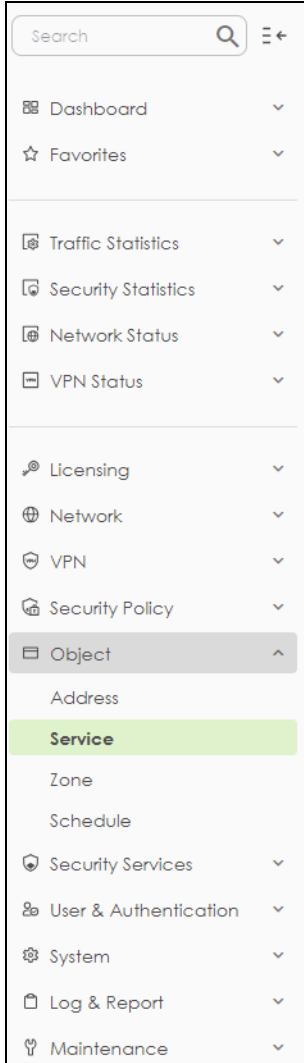 Search
Dashboard
Favorites
Traffic Statistics
Security Statistics
Network Status
VPN Status
Licensing
Network
VPN
Security Policy
Object
Address
Service
Zone
Schedule
Security Services
User & Authentication
System
Log & Report
Maintenance